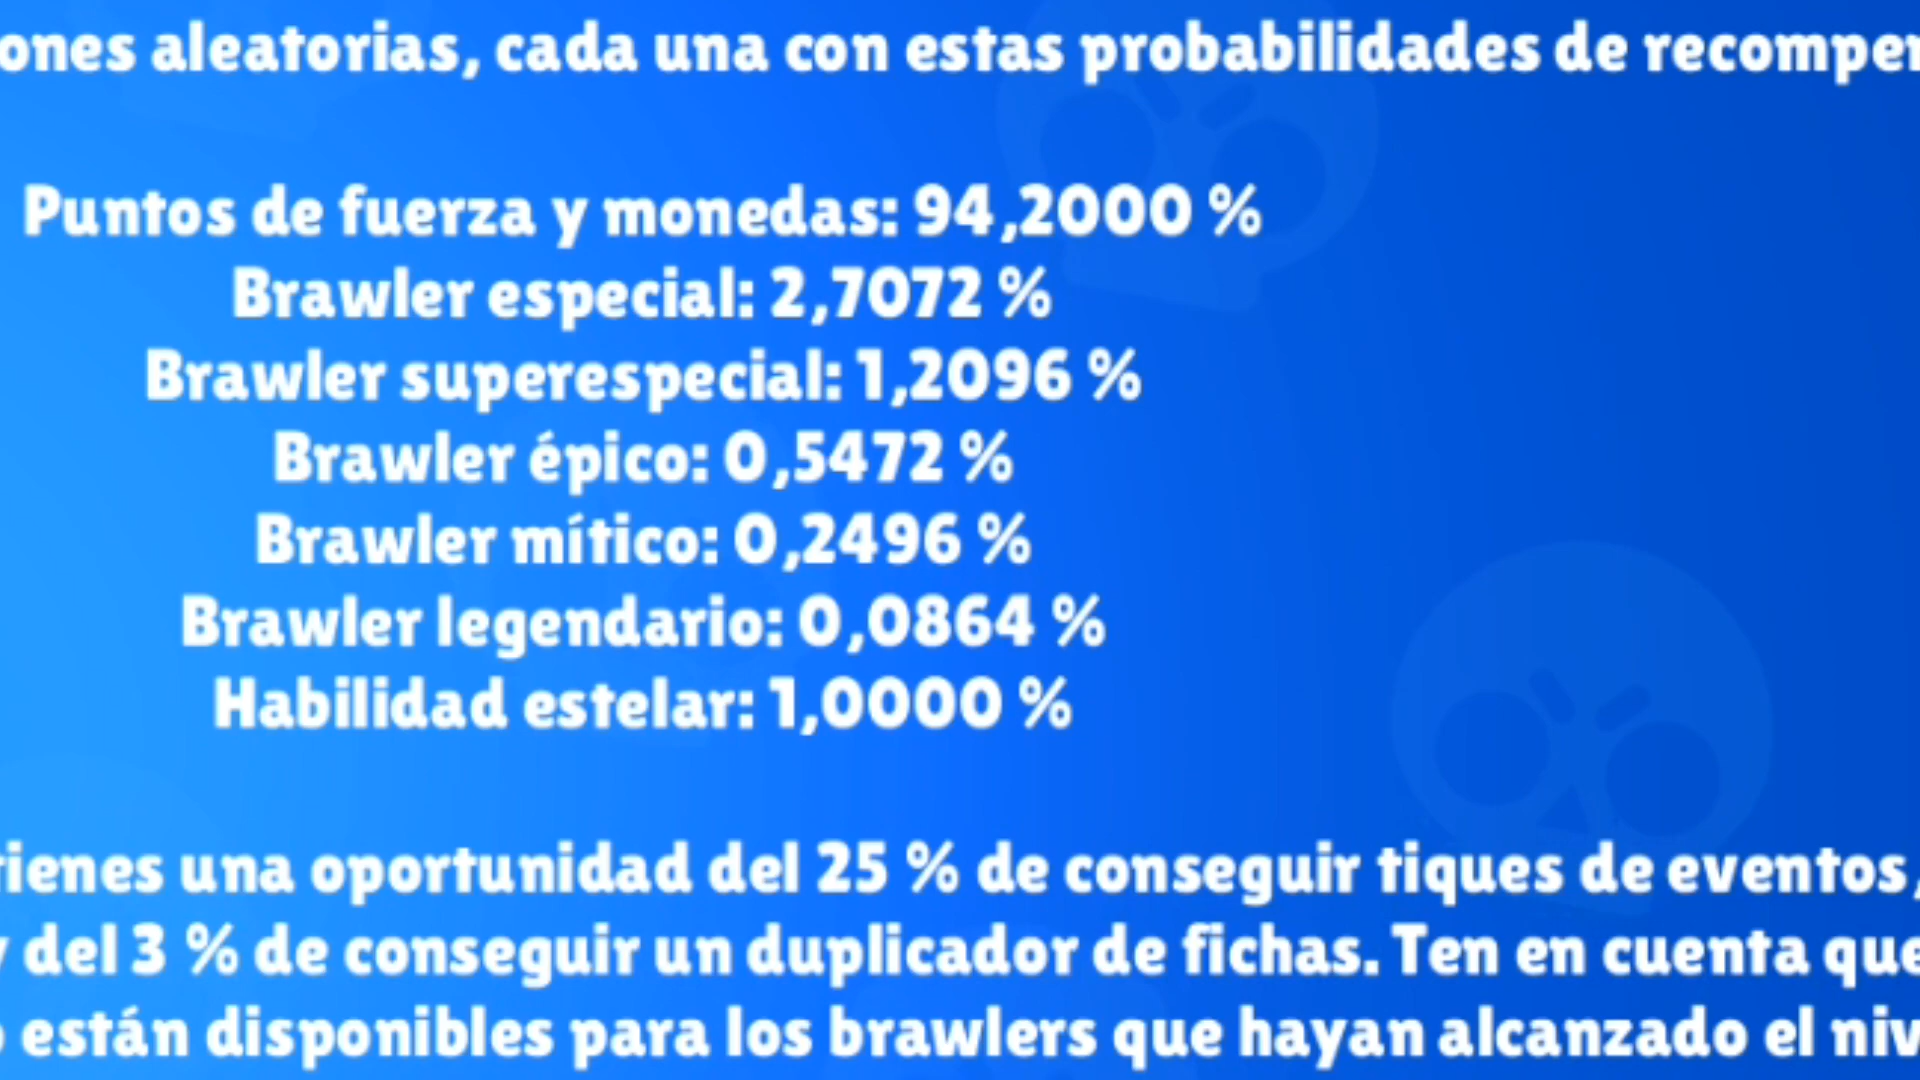 ones aleatorias, cada una con estas probabilidades de recompen
Puntos de fuerza y monedas: 94,2000 %
Brawler especial: 2,7072 %
Brawler superespecial: 1,2096 %
Brawler épico: 0,5472 %
Brawler mítico: 0,2496 %
Brawler legendario: 0,0864 %
Habilidad estelar: 1,0000 %
tienes una oportunidad del 25 % de conseguir tiques de eventos,
y del 3 % de conseguir un duplicador de fichas. Ten en cuenta que
o están disponibles para los brawlers que hayan alcanzado el niv